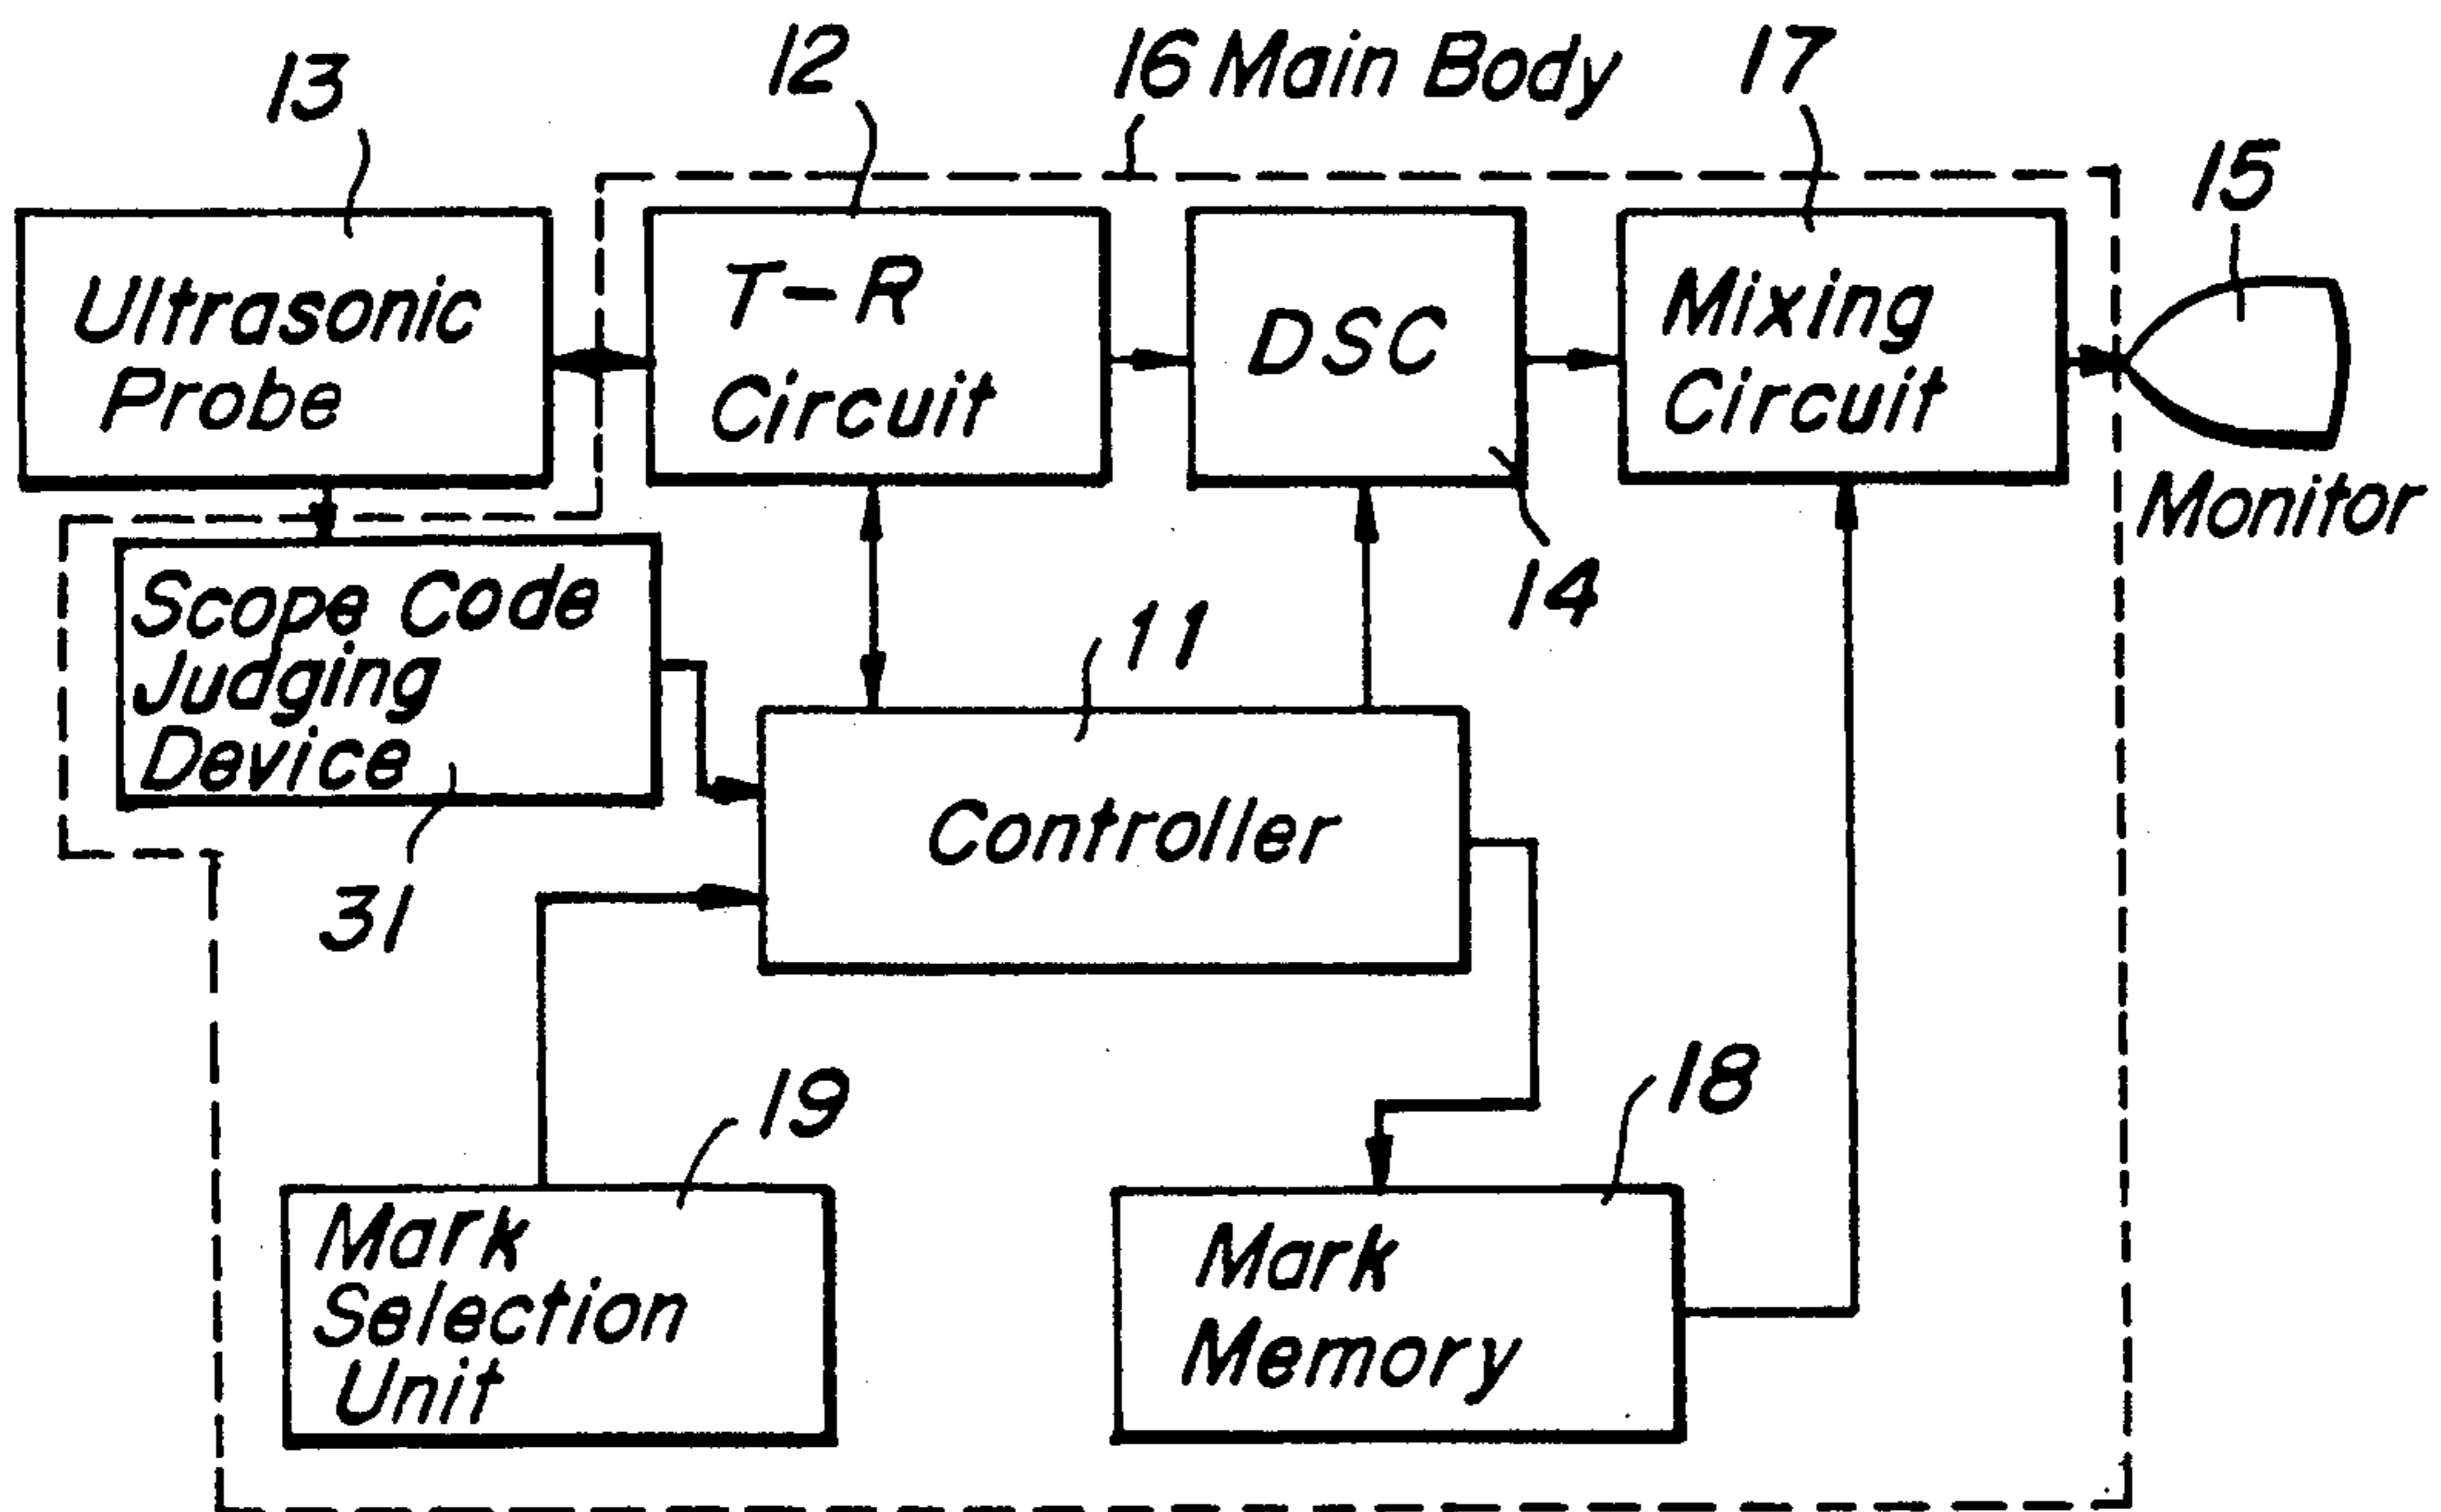 13
12
16 Main Body
17
15
Ultrasonic
Probe
T-R
Circuit
DSC
Mixing
Circuit
Monitor
14
Scope Code
Judging
Device
31
11
Controller
19
18
Mark
Selection
Unit
Mark
Memory